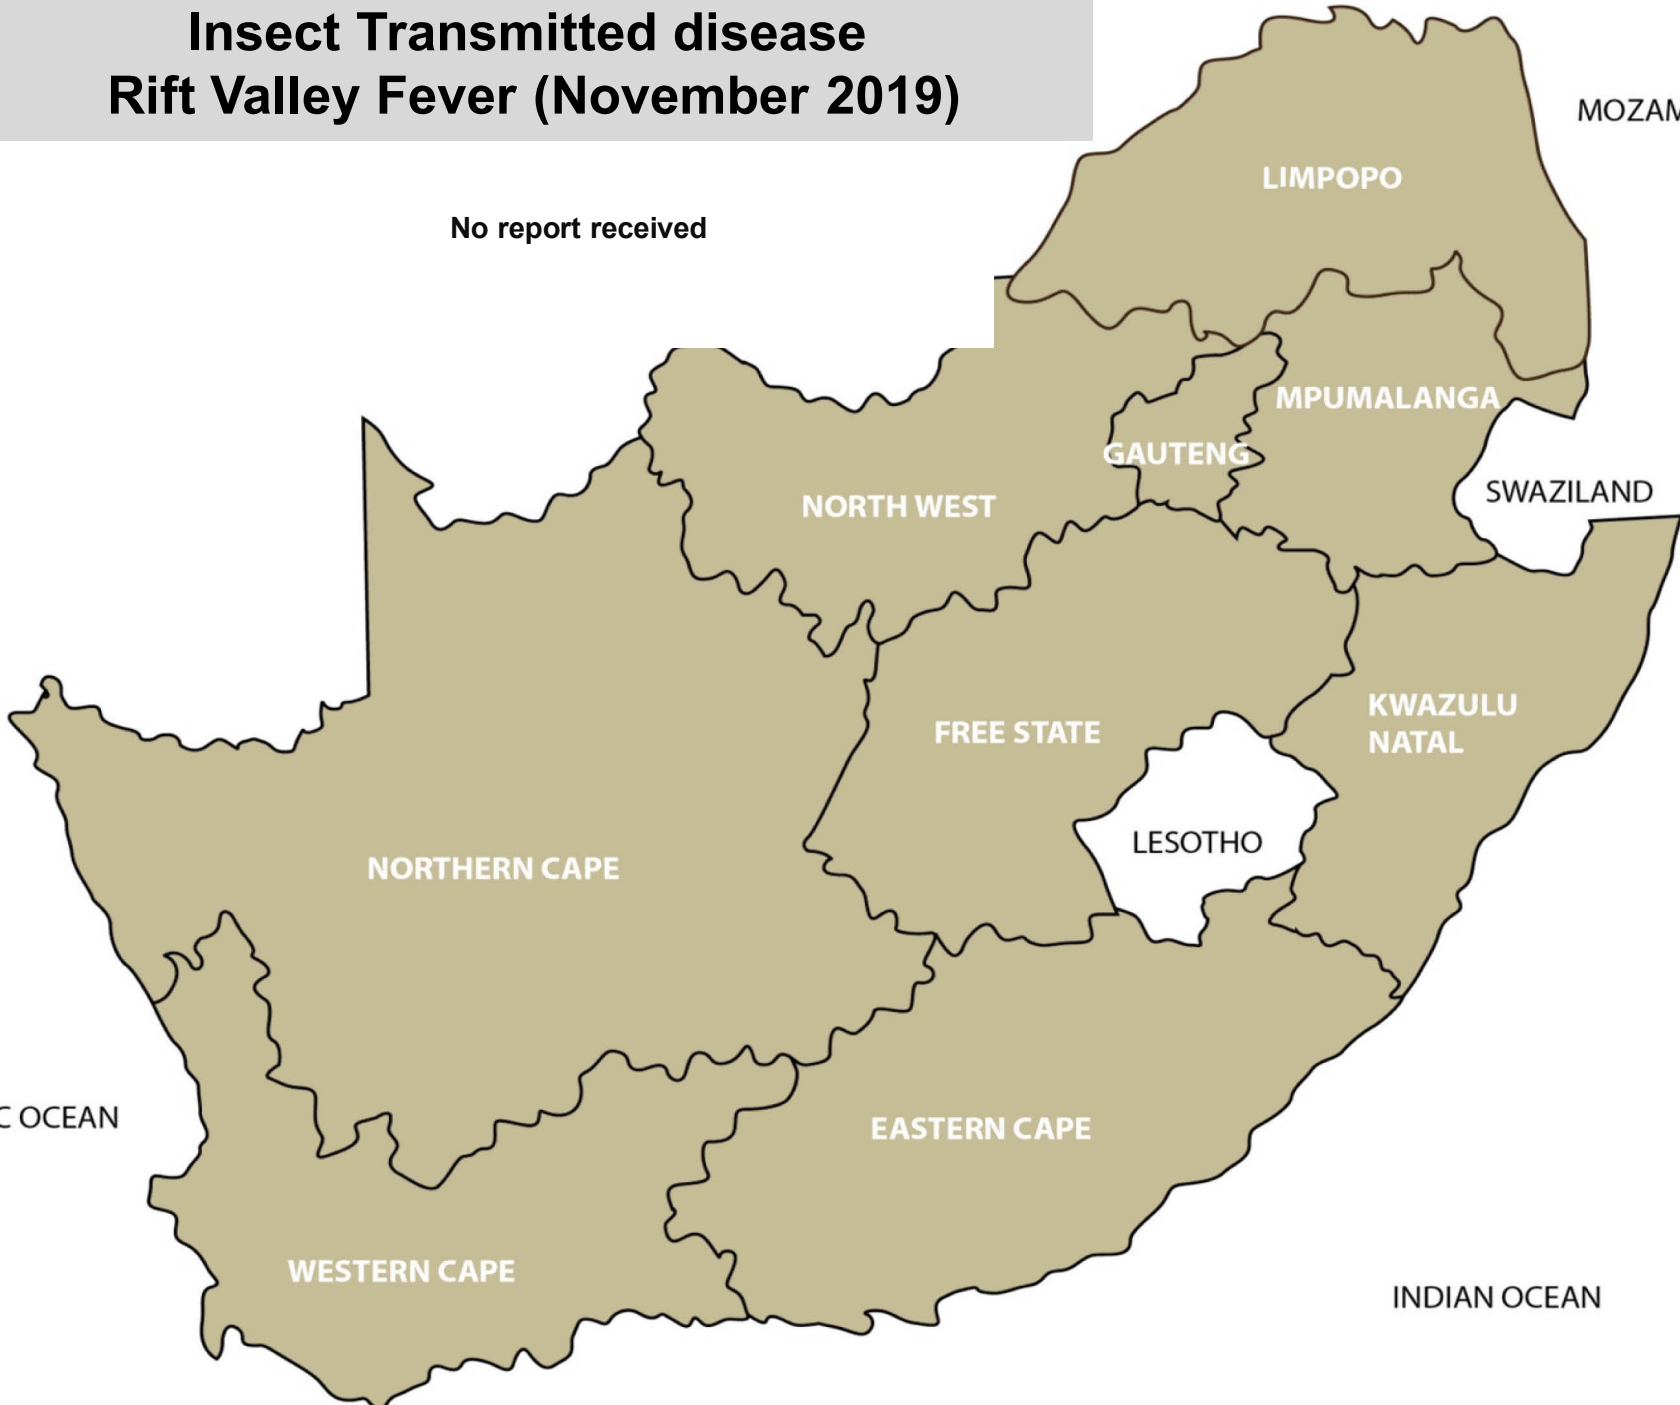 Insect Transmitted disease
Rift Valley Fever (November 2019)
MOZAM
LIMPOPO
No report received
MPUMALANGA
GAUTENG
SWAZILAND
NORTH WEST
KWAZULU
NATAL
FREE STATE
LESOTHO
NORTHERN CAPE
C OCEAN
EASTERN CAPE
WESTERN CAPE
INDIAN OCEAN